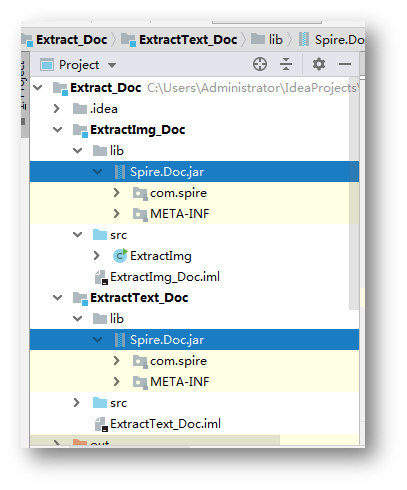 Extract_Doc ExtractText_Doc lib Spire.Do
Project
Extract_Doc C:\Users\Administrator\IdeaProjects\
.idea
ExtractImg_Doc
lib
Spire.Doc.jar
com.spire
META-INF
src
ExtractImg
ExtractImg_Doc.iml
ExtractText_Doc
lib
Spire.Doc.jar
com.spire
META-INF
src
ExtractText_Doc.iml
out